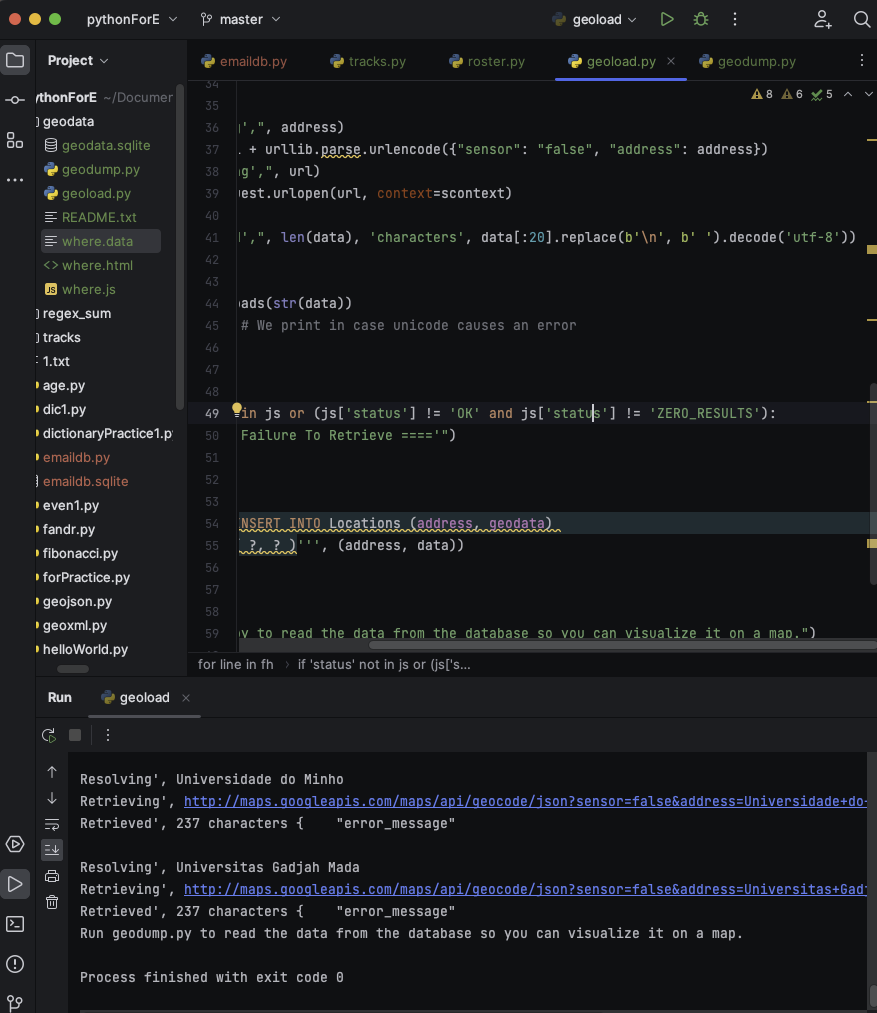 pythonForE
master
geoload
Project
emaildb.py
tracks.py
roster.py
geoload.py
geodump.py
ythonForE ~/Documen
geodata
geodata.sqlite
geodump.py
geoload.py
README.txt
where.data
where.html
where.js
regex_sum
tracks
1.txt
age.py
dic1.py
dictionaryPractice1.py
emaildb.py
emaildb.sqlite
even1.py
fandr.py
fibonacci.py
forPractice.py
geojson.py
geoxml.py
helloWorld.py
8 6 5
34
35
36 g',", address)
37 + urllib.parse.urlencode({"sensor": "false", "address": address})
38 ng',", url)
39 uest.urlopen(url, context=scontext)
40
41 d',", len(data), 'characters', data[:20].replace(b'\n', b' ').decode('utf-8'))
42
43
44 oads(str(data))
45 # We print in case unicode causes an error
46
47
48
49 in js or (js['status'] != 'OK' and js['status'] != 'ZERO_RESULTS'):
50 Failure To Retrieve ===='")
51
52
53
54 NSERT INTO Locations (address, geodata)
55 ?, ? )''', (address, data))
56
57
58
59 y to read the data from the database so you can visualize it on a map.")
for line in fh › if 'status' not in js or (js['s...
Run
geoload
Resolving', Universidade do Minho
Retrieving', http://maps.googleapis.com/maps/api/geocode/json?sensor=false&address=Universidade+do+
Retrieved', 237 characters { "error_message"
Resolving', Universitas Gadjah Mada
Retrieving', http://maps.googleapis.com/maps/api/geocode/json?sensor=false&address=Universitas+Gadj
Retrieved', 237 characters { "error_message"
Run geodump.py to read the data from the database so you can visualize it on a map.
Process finished with exit code 0